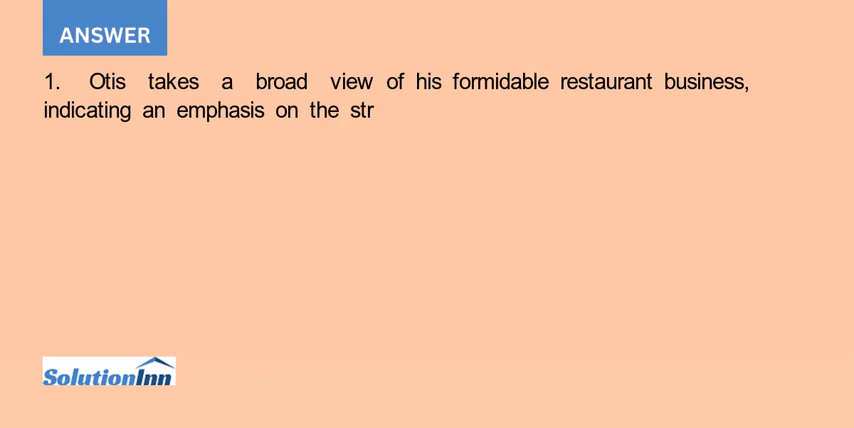 ANSWER
1. Otis takes a broad view of his formidable restaurant business,
indicating an emphasis on the str
SolutionInn